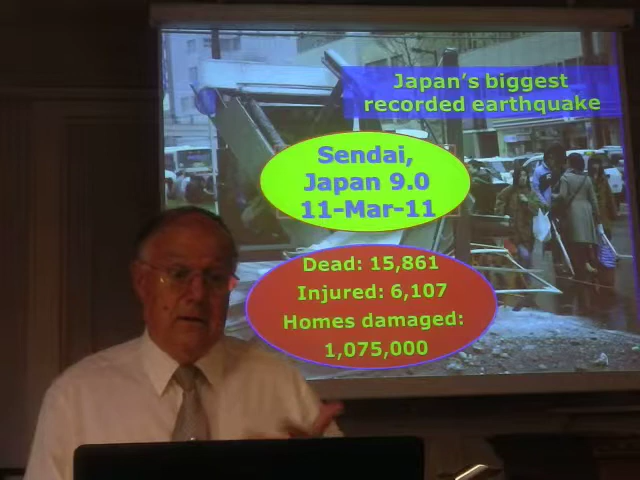 Japan's biggest
recorded earthquake
Sendai,
Japan 9.0
11-Mar-11
Dead: 15,861
Injured: 6,107
Homes damaged:
1,075,000